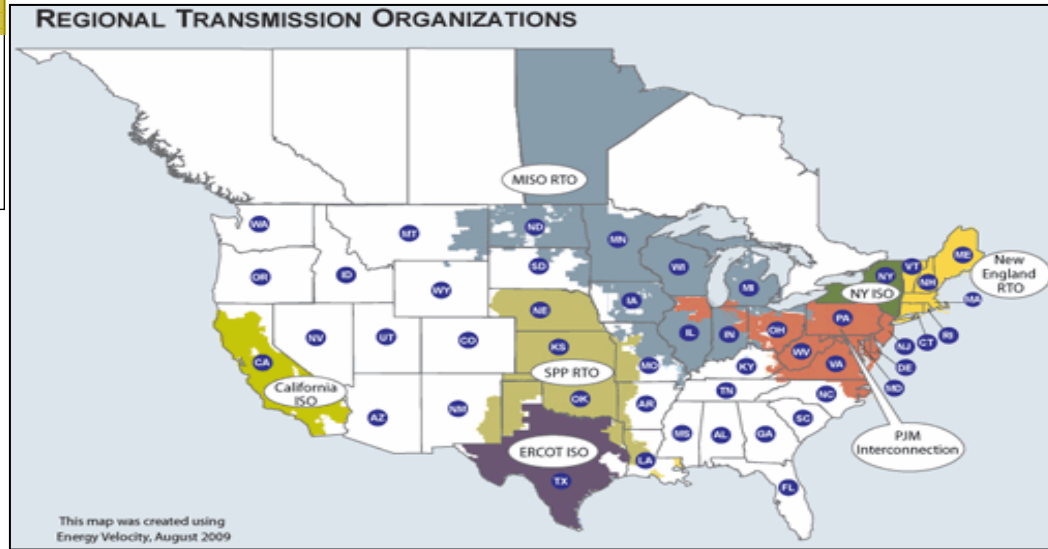 REGIONAL TRANSMISSION ORGANIZATIONS
MISO RTO
WA
MT
ND
MN
ME
VT
New
England
RTO
OR
ID
SD
WI
NY
NH
NY ISO
WY
MI
MA
IA
NE
PA
RI
CT
NV
UT
CO
IL
IN
OH
NJ
CA
KS
MO
WV
VA
DE
KY
MD
SPP RTO
California
ISO
OK
TN
NC
AZ
NM
AR
SC
MS
AL
GA
PJM
Interconnection
ERCOT ISO
LA
TX
FL
This map was created using
Energy Velocity, August 2009